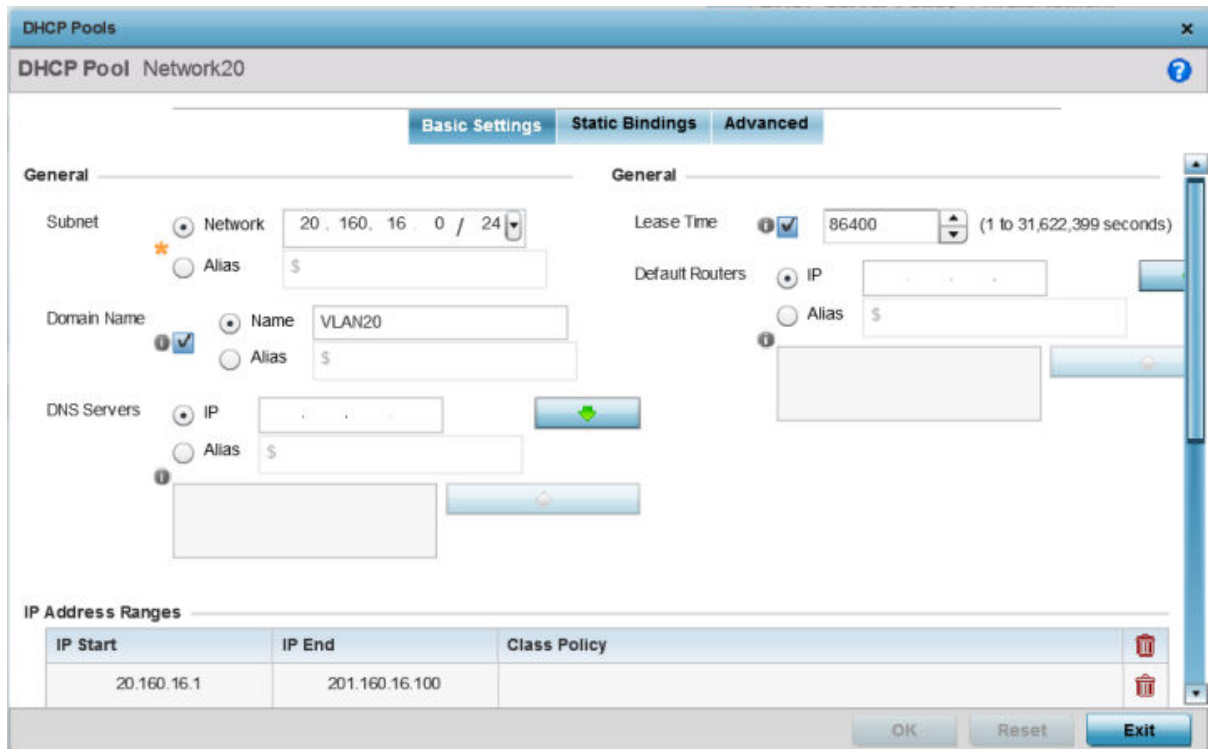 DHCP Pools
DHCP Pool Network20
Basic Settings Static Bindings Advanced
General
Subnet
Network 20 . 160 . 16 . 0 / 24
Alias $
Domain Name
Name VLAN20
Alias $
DNS Servers
IP . . .
Alias $
General
Lease Time 86400 (1 to 31,622,399 seconds)
Default Routers
IP . . .
Alias $
IP Address Ranges
IP Start IP End Class Policy
20.160.16.1 201.160.16.100
OK Reset Exit